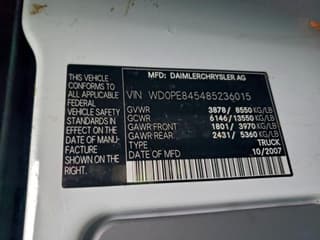 MFD. BY DAIMLERCHRYSLER AG
THIS VEHICLE CONFORMS TO ALL APPLICABLE FEDERAL MOTOR VEHICLE SAFETY STANDARDS IN EFFECT ON THE DATE OF MANUFACTURE SHOWN ON THE RIGHT.
VIN WD0PE845485236015
GVWR 3878 / 8550 KG/LB
GCWR 6146/13550 KG/LB
GAWR FRONT 1801/ 3970 KG/LB
GAWR REAR 2431/ 5360 KG/LB
TYPE TRUCK
DATE OF MFD. 10/2007